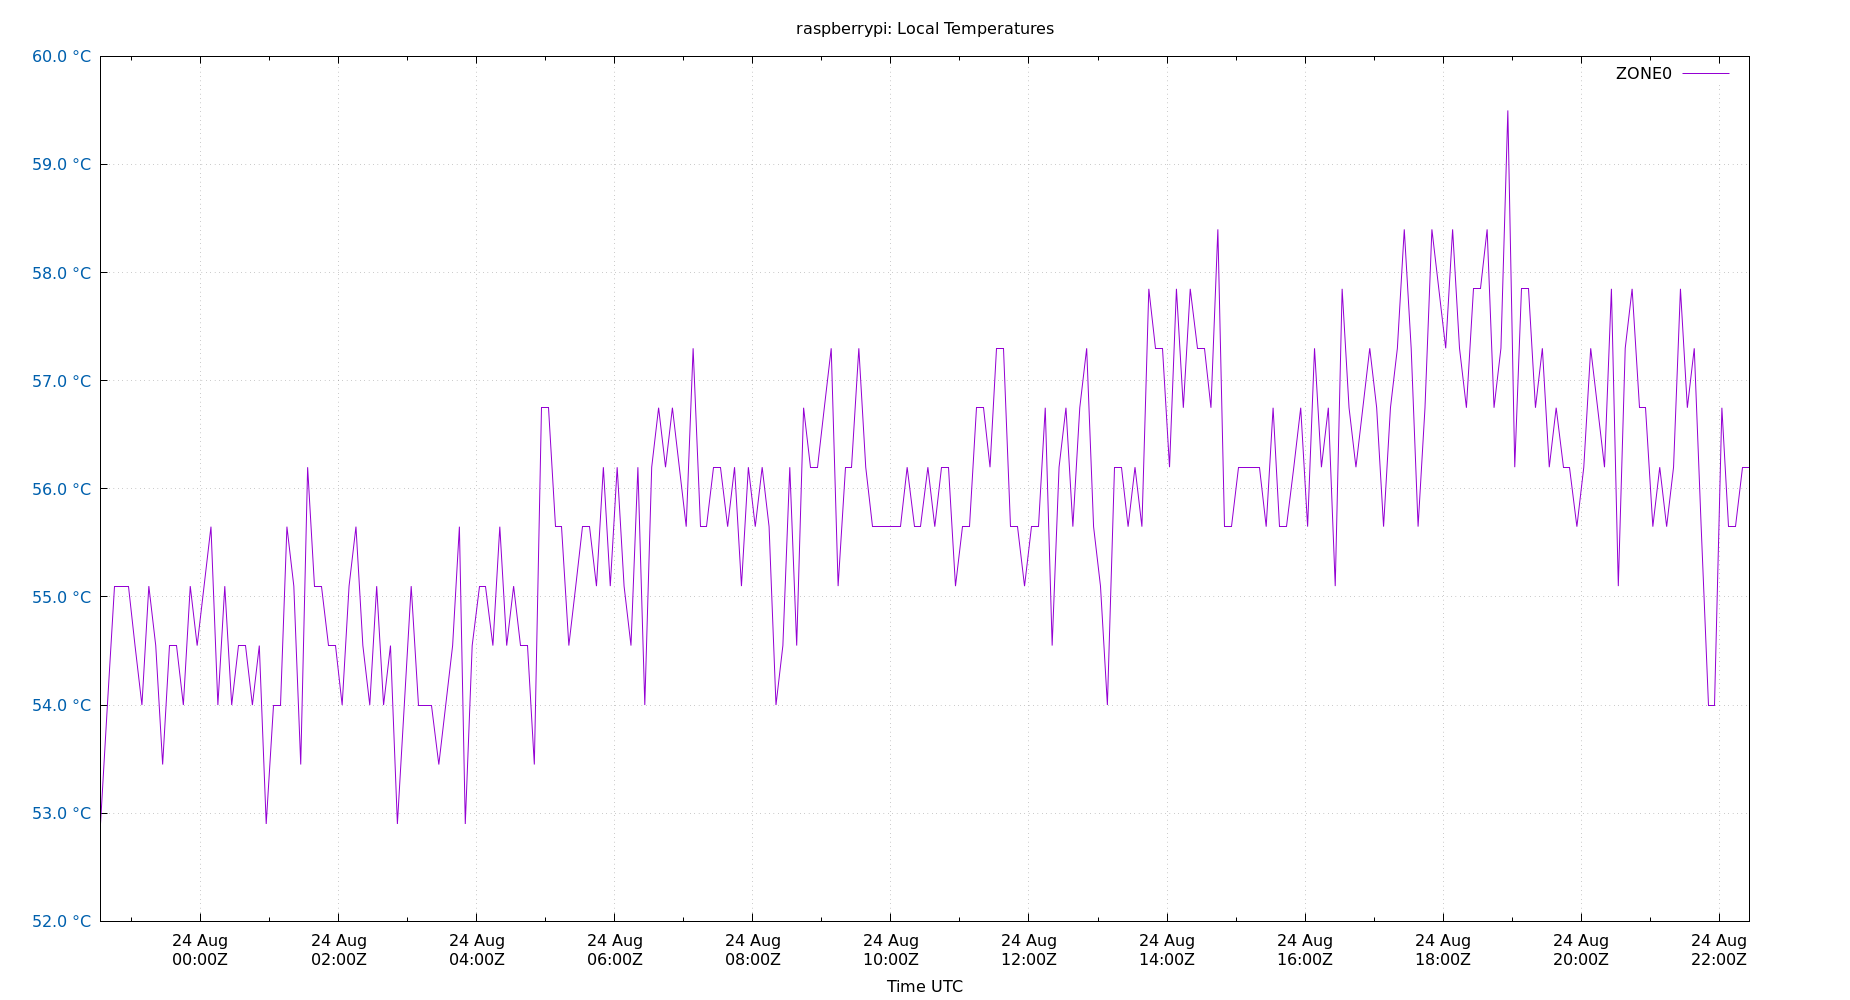 raspberrypi: Local Temperatures
60.0 °C
ZONE0
59.0 °C
58.0 °C
57.0 °C
56.0 °C
55.0 °C
54.0 °C
53.0 °C
52.0 °C
24 Aug 24 Aug 24 Aug 24 Aug 24 Aug 24 Aug 24 Aug 24 Aug 24 Aug 24 Aug 24 Aug 24 Aug
00:00Z 02:00Z 04:00Z 06:00Z 08:00Z 10:00Z 12:00Z 14:00Z 16:00Z 18:00Z 20:00Z 22:00Z
Time UTC